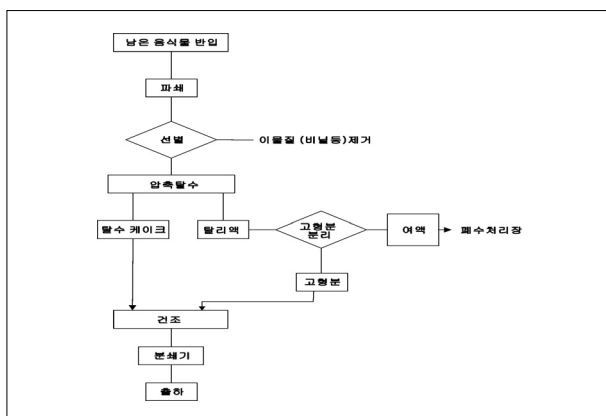 남은 음식물 반입
파쇄
선별
이물질 (비닐등)제거
압축탈수
탈수 케이크
탈리액
고형분
분리
여액
폐수처리장
고형분
건조
분쇄기
출하